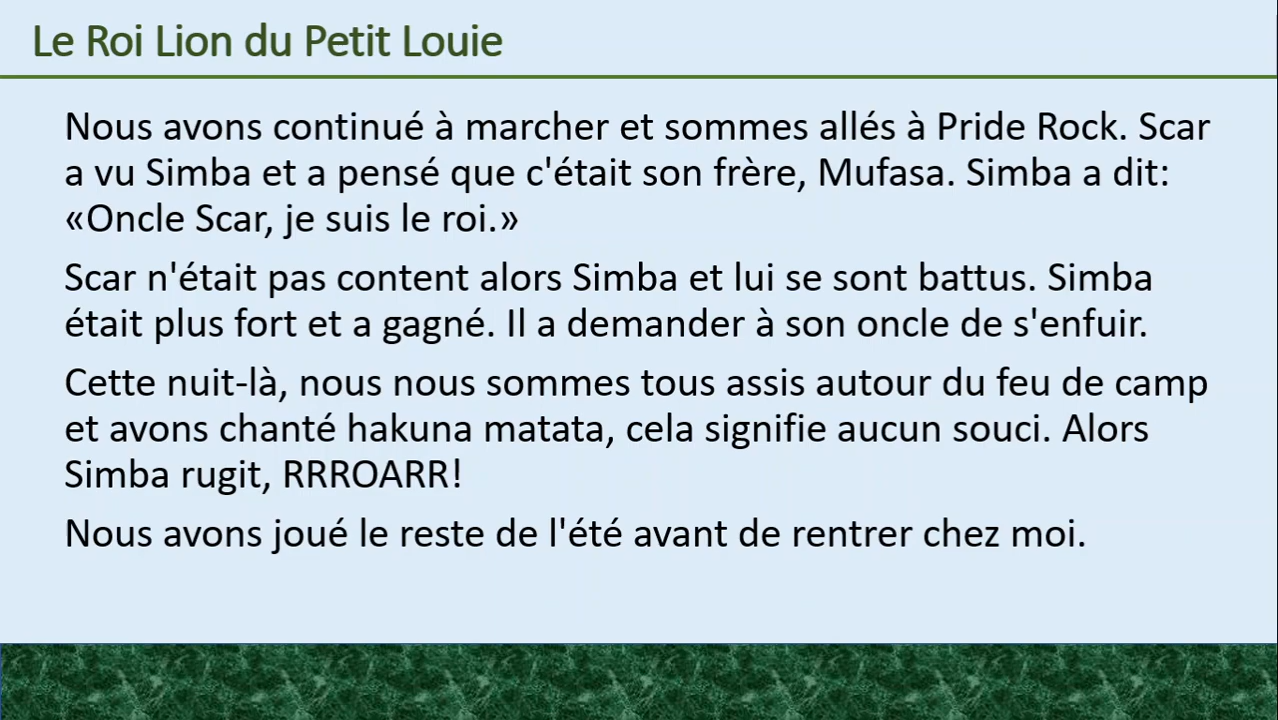 Le Roi Lion du Petit Louie
Nous avons continué à marcher et sommes allés à Pride Rock. Scar
a vu Simba et a pensé que c'était son frère, Mufasa. Simba a dit:
«Oncle Scar, je suis le roi.»
Scar n'était pas content alors Simba et lui se sont battus. Simba
était plus fort et a gagné. Il a demander à son oncle de s'enfuir.
Cette nuit-là, nous nous sommes tous assis autour du feu de camp
et avons chanté hakuna matata, cela signifie aucun souci. Alors
Simba rugit, RRROARR!
Nous avons joué le reste de l'été avant de rentrer chez moi.